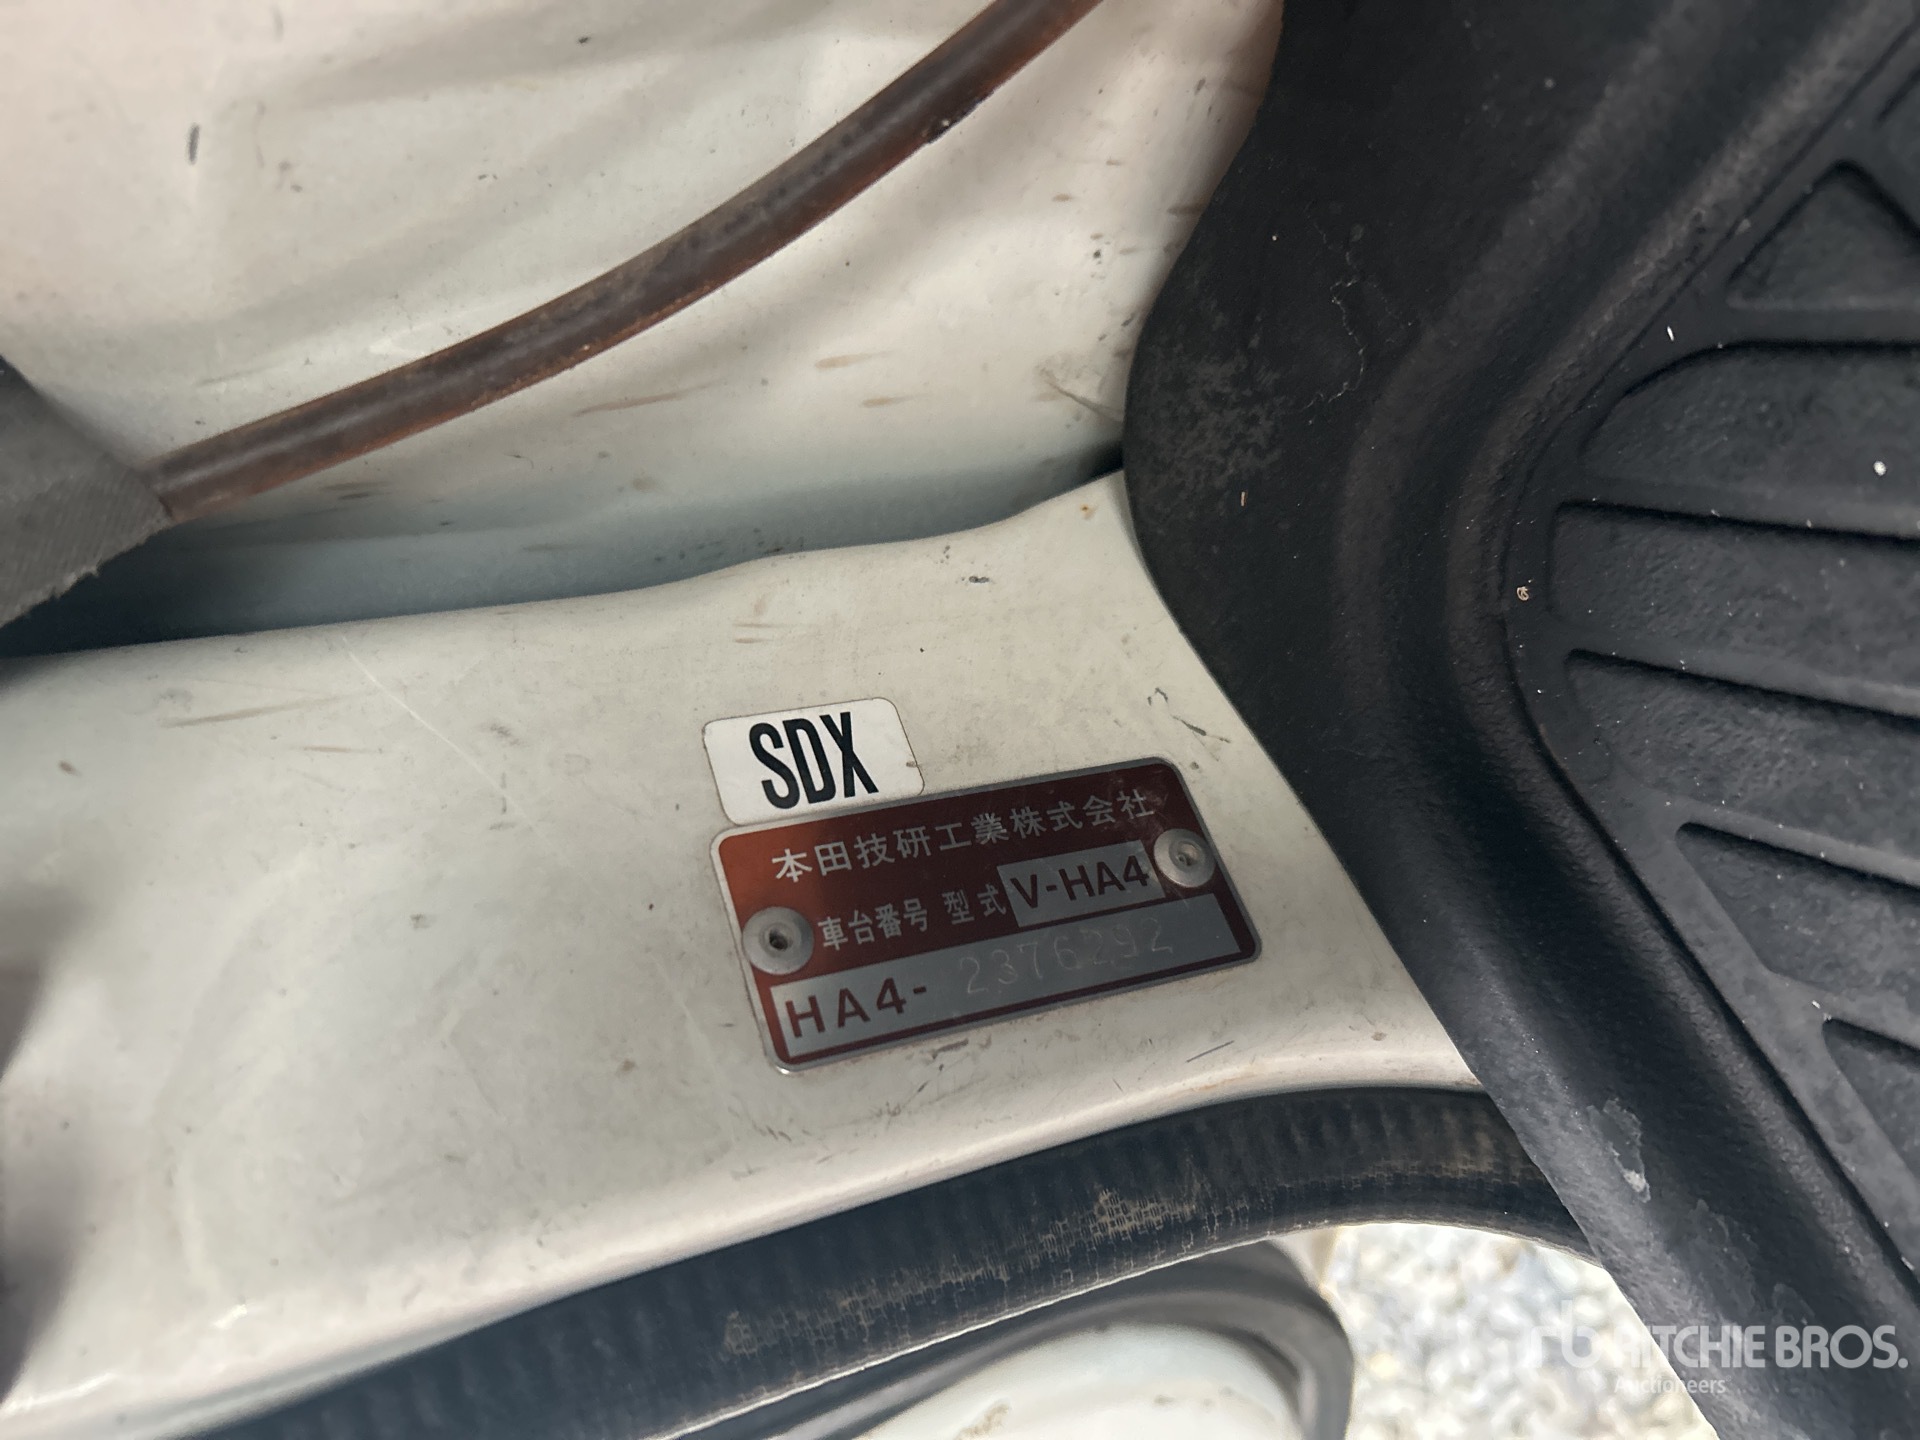 SDX
本田技研工業株式会社
車台番号 型式 V-HA4
HA4- 2376292
rb RITCHIE BROS.
Auctioneers